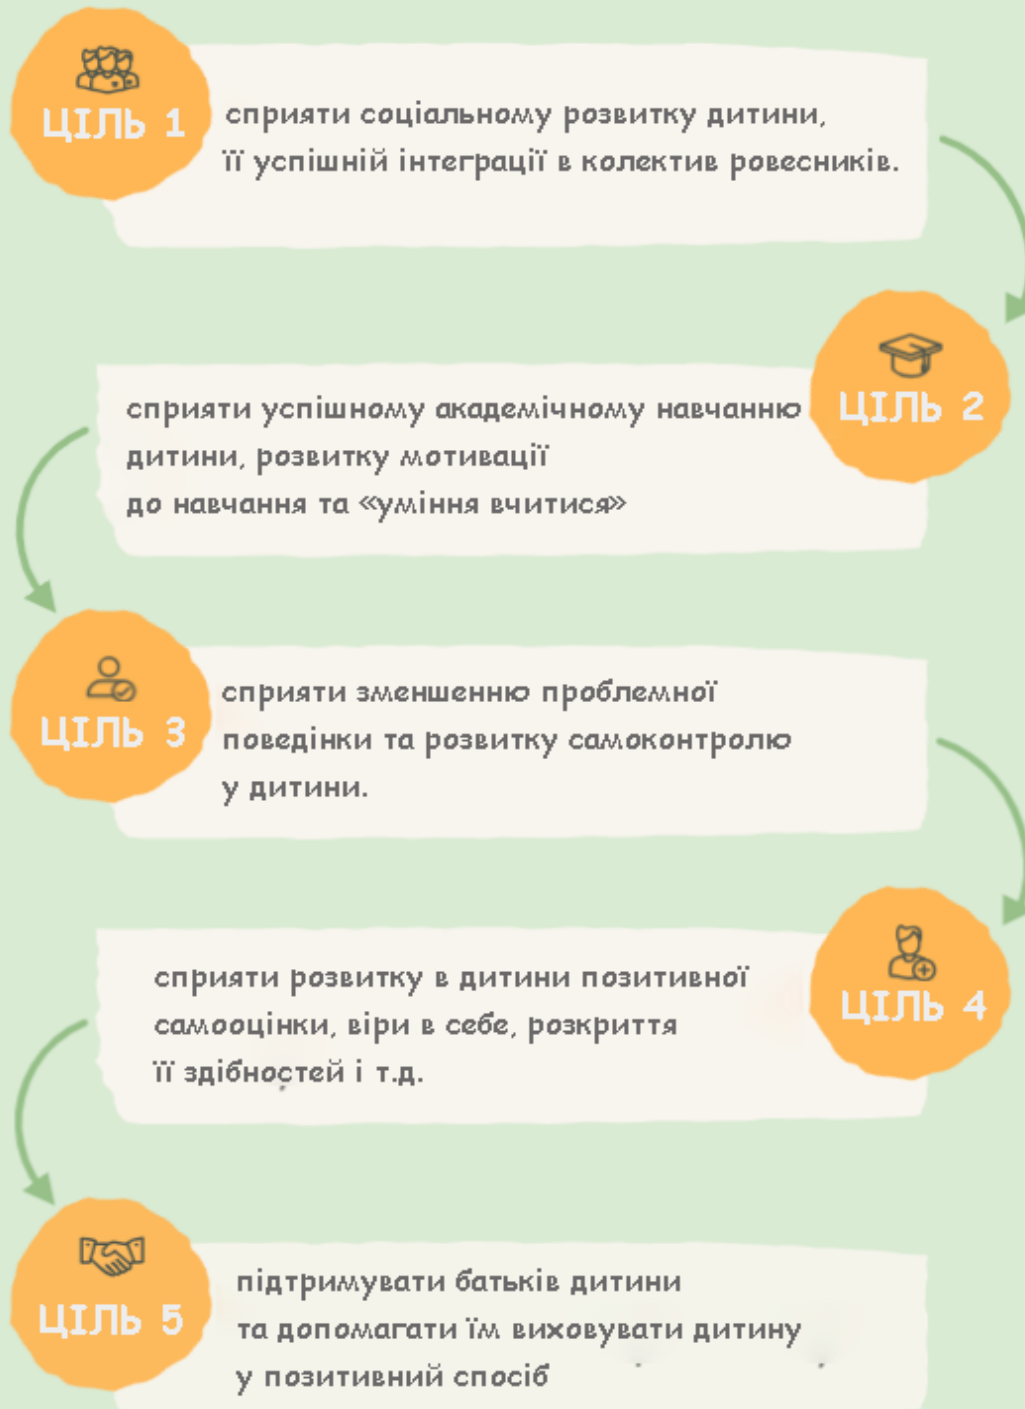 ЦІЛЬ 1
сприяти соціальному розвитку дитини,
її успішній інтеграції в колектив ровесників.
ЦІЛЬ 2
сприяти успішному академічному навчанню
дитини, розвитку мотивації
до навчання та «уміння вчитися»
ЦІЛЬ 3
сприяти зменшенню проблемної
поведінки та розвитку самоконтролю
у дитини.
ЦІЛЬ 4
сприяти розвитку в дитини позитивної
самооцінки, віри в себе, розкриття
її здібностей і т.д.
ЦІЛЬ 5
підтримувати батьків дитини
та допомагати їм виховувати дитину
у позитивний спосіб